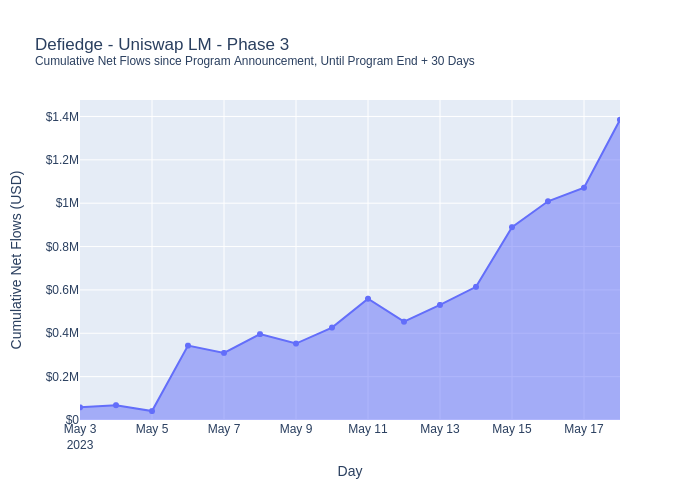 Defiedge - Uniswap LM - Phase 3
Cumulative Net Flows since Program Announcement, Until Program End + 30 Days
Cumulative Net Flows (USD)
$1.4M
$1.2M
$1M
$0.8M
$0.6M
$0.4M
$0.2M
$0
May 3 May 5 May 7 May 9 May 11 May 13 May 15 May 17
2023
Day